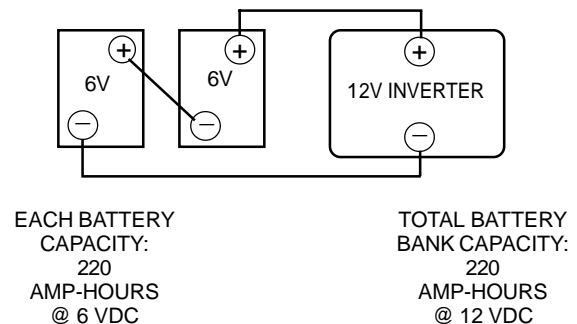 +
+
+
6V
6V
12V INVERTER
−
−
−
EACH BATTERY
CAPACITY:
220
AMP-HOURS
@ 6 VDC
TOTAL BATTERY
BANK CAPACITY:
220
AMP-HOURS
@ 12 VDC